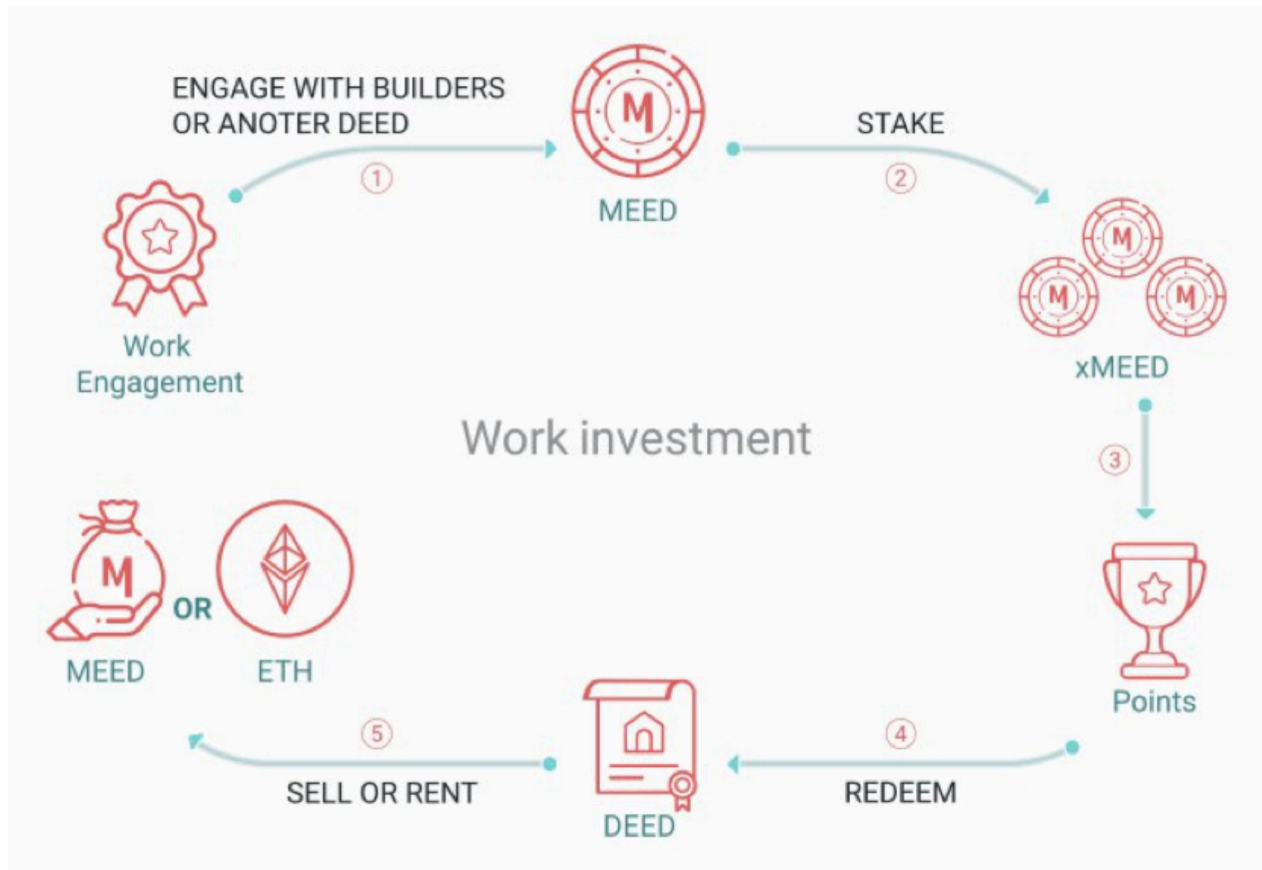 ENGAGE WITH BUILDERS
OR ANOTER DEED
1
M
MEED
STAKE
2
M
M
M
xMEED
Work
Engagement
Work investment
3
Points
M
OR
MEED
ETH
5
SELL OR RENT
DEED
4
REDEEM